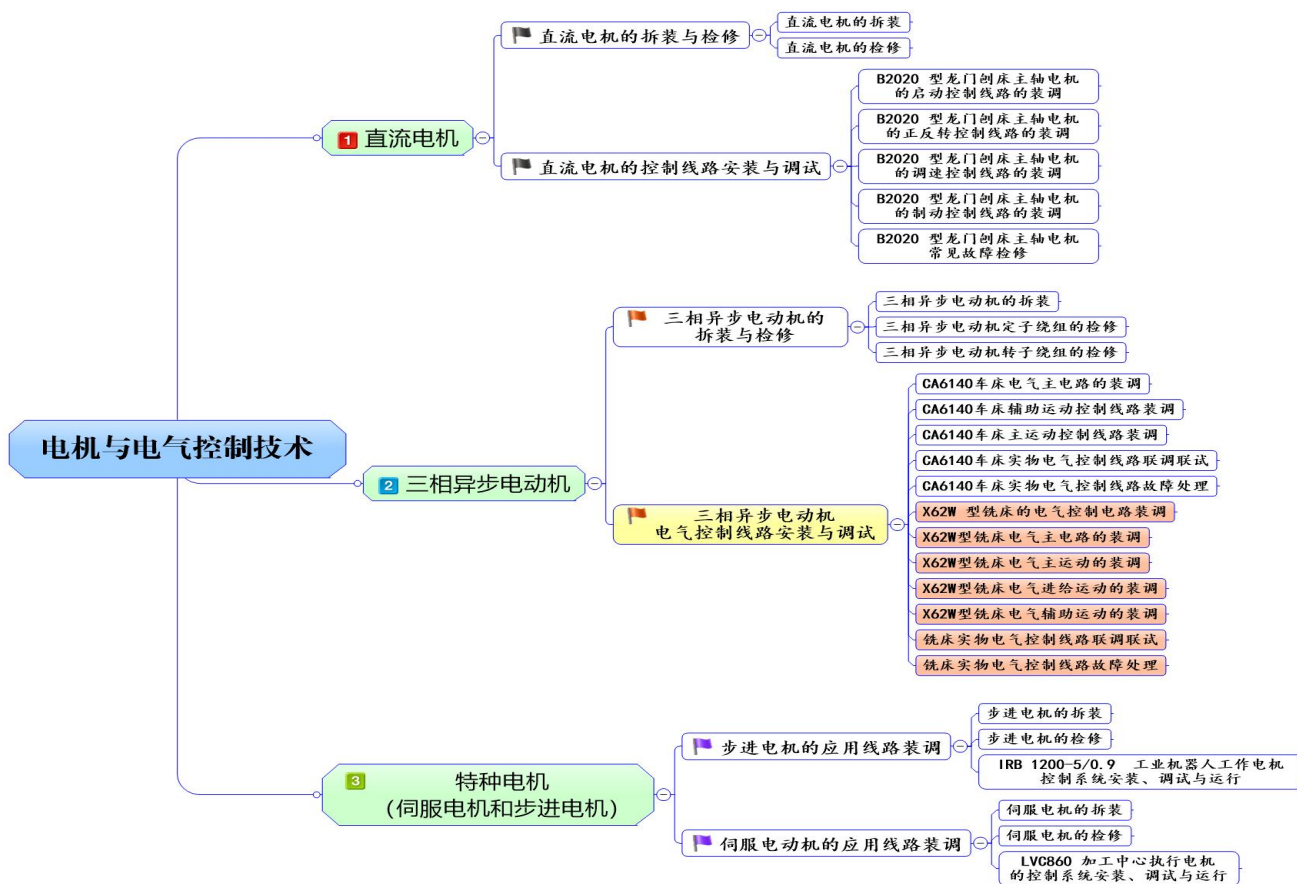 电机与电气控制技术
1 直流电机
直流电机的拆装与检修
直流电机的拆装
直流电机的检修
直流电机的控制线路安装与调试
B2020 型龙门刨床主轴电机
的启动控制线路的装调
B2020 型龙门刨床主轴电机
的正反转控制线路的装调
B2020 型龙门刨床主轴电机
的调速控制线路的装调
B2020 型龙门刨床主轴电机
的制动控制线路的装调
B2020 型龙门刨床主轴电机
常见故障检修
2 三相异步电动机
三相异步电动机的
拆装与检修
三相异步电动机的拆装
三相异步电动机定子绕组的检修
三相异步电动机转子绕组的检修
三相异步电动机
电气控制线路安装与调试
CA6140车床电气主电路的装调
CA6140车床辅助运动控制线路装调
CA6140车床主运动控制线路装调
CA6140车床实物电气控制线路联调联试
CA6140车床实物电气控制线路故障处理
X62W 型铣床的电气控制电路装调
X62W型铣床电气主电路的装调
X62W型铣床电气主运动的装调
X62W型铣床电气进给运动的装调
X62W型铣床电气辅助运动的装调
铣床实物电气控制线路联调联试
铣床实物电气控制线路故障处理
3 特种电机
（伺服电机和步进电机）
步进电机的应用线路装调
步进电机的拆装
步进电机的检修
IRB 1200-5/0.9 工业机器人工作电机
控制系统安装、调试与运行
伺服电动机的应用线路装调
伺服电机的拆装
伺服电机的检修
LVC860 加工中心执行电机
的控制系统安装、调试与运行